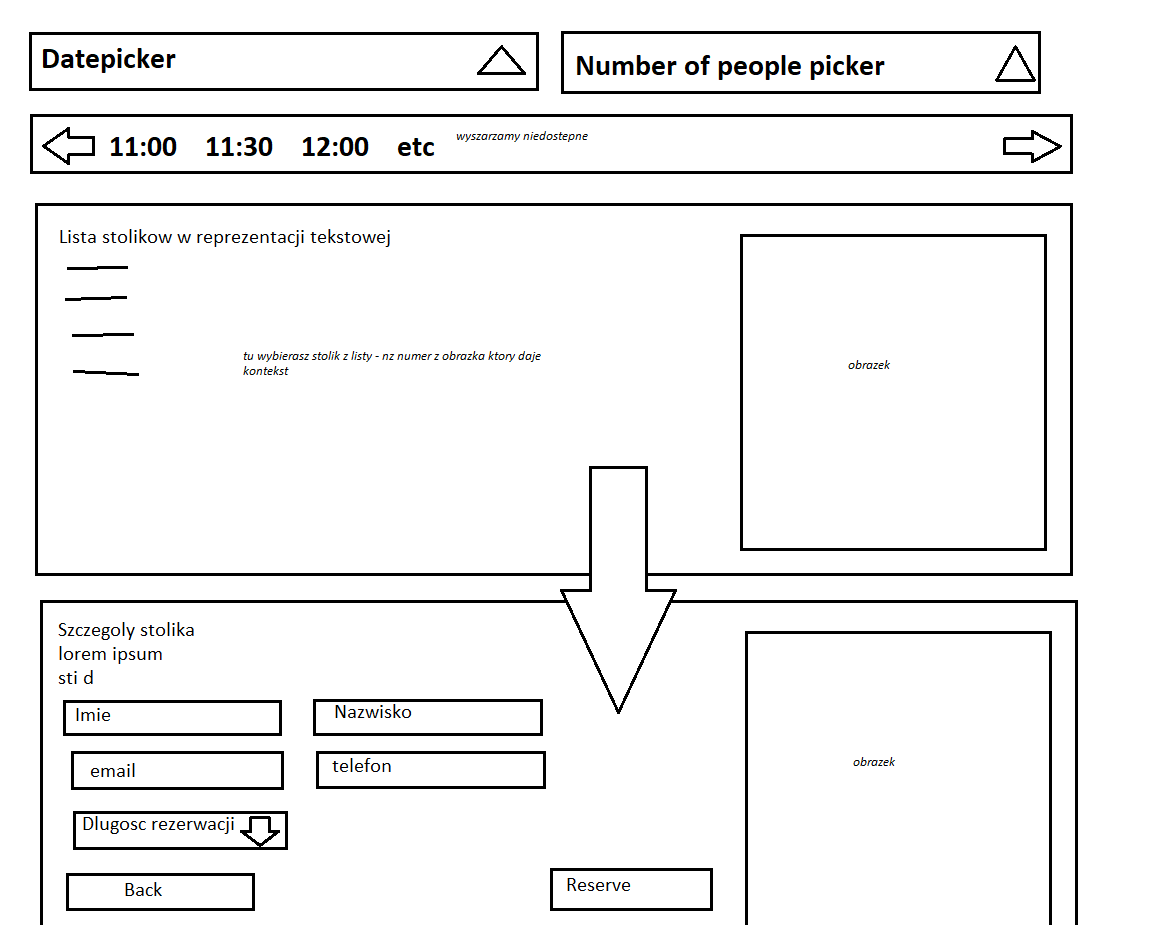 Datepicker
Number of people picker
11:00 11:30 12:00 etc
wyszarzamy niedostepne
Lista stolikow w reprezentacji tekstowej
tu wybierasz stolik z listy - nz numer z obrazka ktory daje
kontekst
obrazek
Szczegoly stolika
lorem ipsum
sti d
Imie
Nazwisko
email
telefon
Dlugosc rezerwacji
Back
Reserve
obrazek